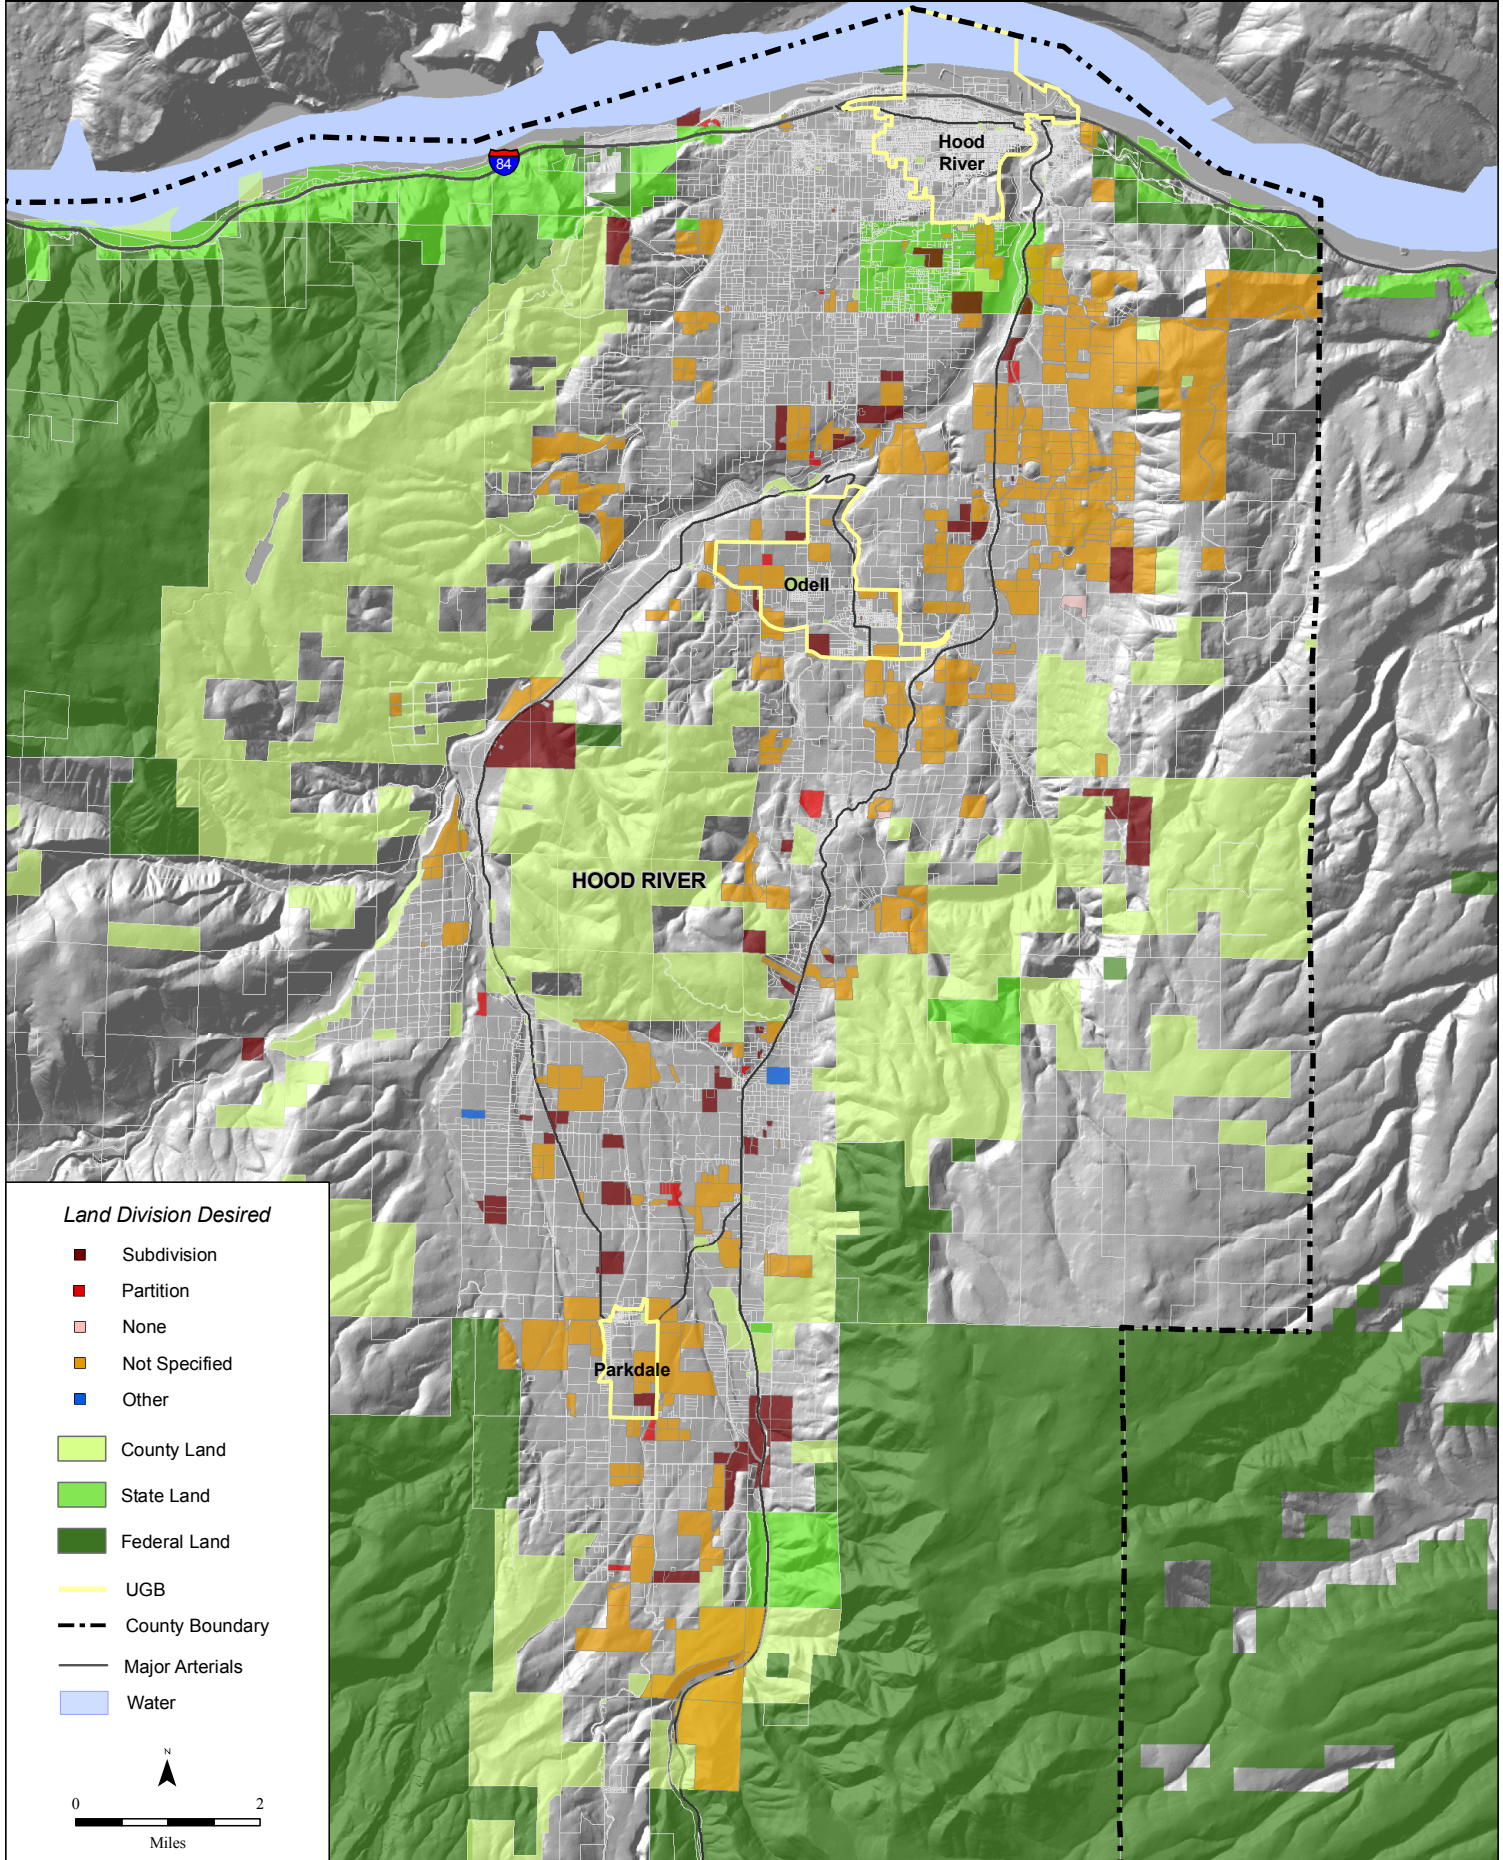 Hood
River
84
Odell
HOOD RIVER
Parkdale
Land Division Desired
Subdivision
Partition
None
Not Specified
Other
County Land
State Land
Federal Land
UGB
County Boundary
Major Arterials
Water
N
0 2
Miles